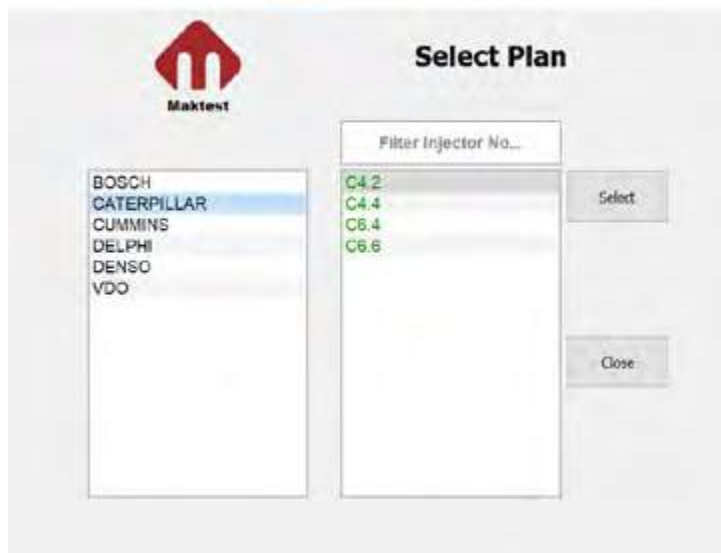 Select Plan
Maktest
Filter Injector No...
BOSCH
CATERPILLAR
CUMMINS
DELPHI
DENSO
VDO
C4.2
C4.4
C6.4
C6.6
Select
Close